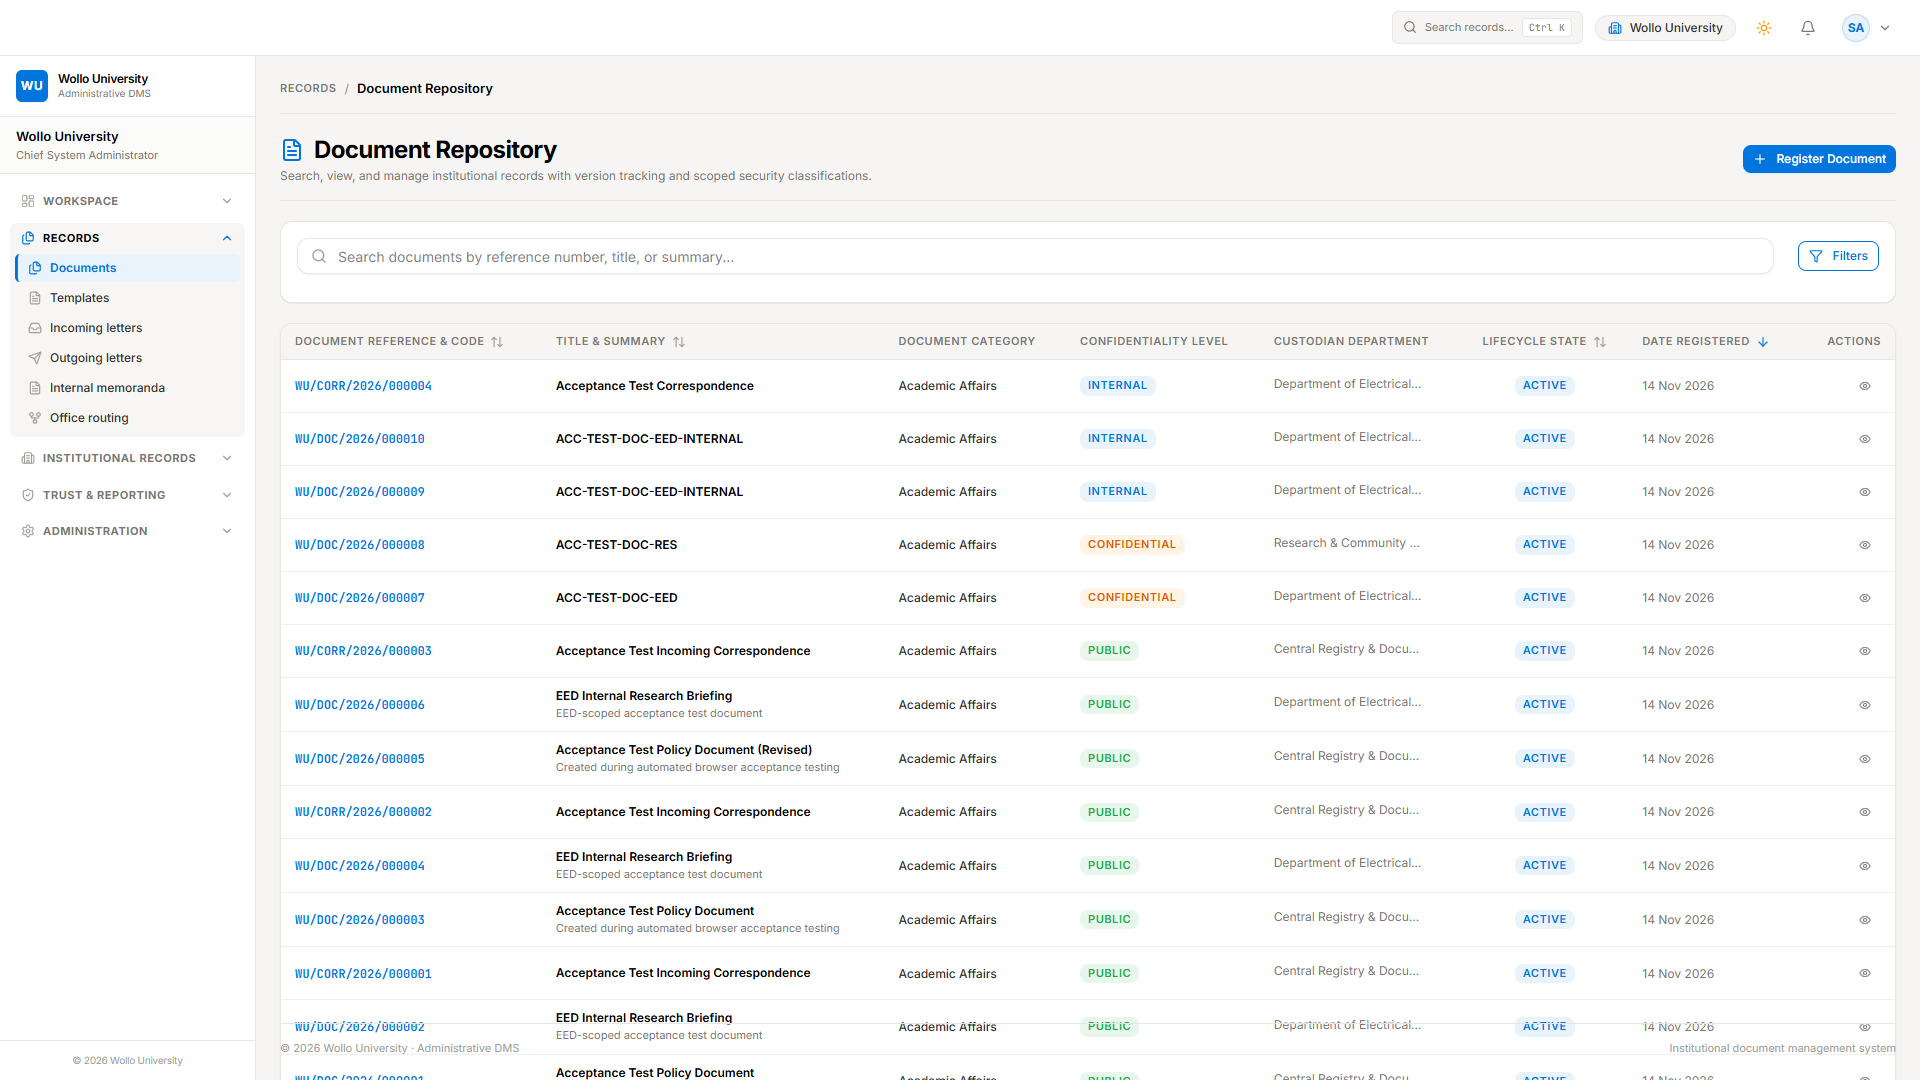 Search records... Ctrl K
Wollo University
SA
WU
Wollo University
Administrative DMS
Wollo University
Chief System Administrator
WORKSPACE
RECORDS
Documents
Templates
Incoming letters
Outgoing letters
Internal memoranda
Office routing
INSTITUTIONAL RECORDS
TRUST & REPORTING
ADMINISTRATION
© 2026 Wollo University
RECORDS / Document Repository
Document Repository
Search, view, and manage institutional records with version tracking and scoped security classifications.
Register Document
Search documents by reference number, title, or summary...
Filters
DOCUMENT REFERENCE & CODE TITLE & SUMMARY DOCUMENT CATEGORY CONFIDENTIALITY LEVEL CUSTODIAN DEPARTMENT LIFECYCLE STATE DATE REGISTERED ACTIONS
WU/CORR/2026/000004 Acceptance Test Correspondence Academic Affairs INTERNAL Department of Electrical... ACTIVE 14 Nov 2026
WU/DOC/2026/000010 ACC-TEST-DOC-EED-INTERNAL Academic Affairs INTERNAL Department of Electrical... ACTIVE 14 Nov 2026
WU/DOC/2026/000009 ACC-TEST-DOC-EED-INTERNAL Academic Affairs INTERNAL Department of Electrical... ACTIVE 14 Nov 2026
WU/DOC/2026/000008 ACC-TEST-DOC-RES Academic Affairs CONFIDENTIAL Research & Community ... ACTIVE 14 Nov 2026
WU/DOC/2026/000007 ACC-TEST-DOC-EED Academic Affairs CONFIDENTIAL Department of Electrical... ACTIVE 14 Nov 2026
WU/CORR/2026/000003 Acceptance Test Incoming Correspondence Academic Affairs PUBLIC Central Registry & Docu... ACTIVE 14 Nov 2026
WU/DOC/2026/000006 EED Internal Research Briefing Academic Affairs PUBLIC Department of Electrical... ACTIVE 14 Nov 2026
EED-scoped acceptance test document
WU/DOC/2026/000005 Acceptance Test Policy Document (Revised) Academic Affairs PUBLIC Central Registry & Docu... ACTIVE 14 Nov 2026
Created during automated browser acceptance testing
WU/CORR/2026/000002 Acceptance Test Incoming Correspondence Academic Affairs PUBLIC Central Registry & Docu... ACTIVE 14 Nov 2026
WU/DOC/2026/000004 EED Internal Research Briefing Academic Affairs PUBLIC Department of Electrical... ACTIVE 14 Nov 2026
EED-scoped acceptance test document
WU/DOC/2026/000003 Acceptance Test Policy Document Academic Affairs PUBLIC Central Registry & Docu... ACTIVE 14 Nov 2026
Created during automated browser acceptance testing
WU/CORR/2026/000001 Acceptance Test Incoming Correspondence Academic Affairs PUBLIC Central Registry & Docu... ACTIVE 14 Nov 2026
WU/DOC/2026/000002 EED Internal Research Briefing Academic Affairs PUBLIC Department of Electrical... ACTIVE 14 Nov 2026
EED-scoped acceptance test document
© 2026 Wollo University · Administrative DMS Institutional document management system
WU/DOC/2026/000001 Acceptance Test Policy Document Academic Affairs PUBLIC Central Registry & Docu... ACTIVE 14 Nov 2026